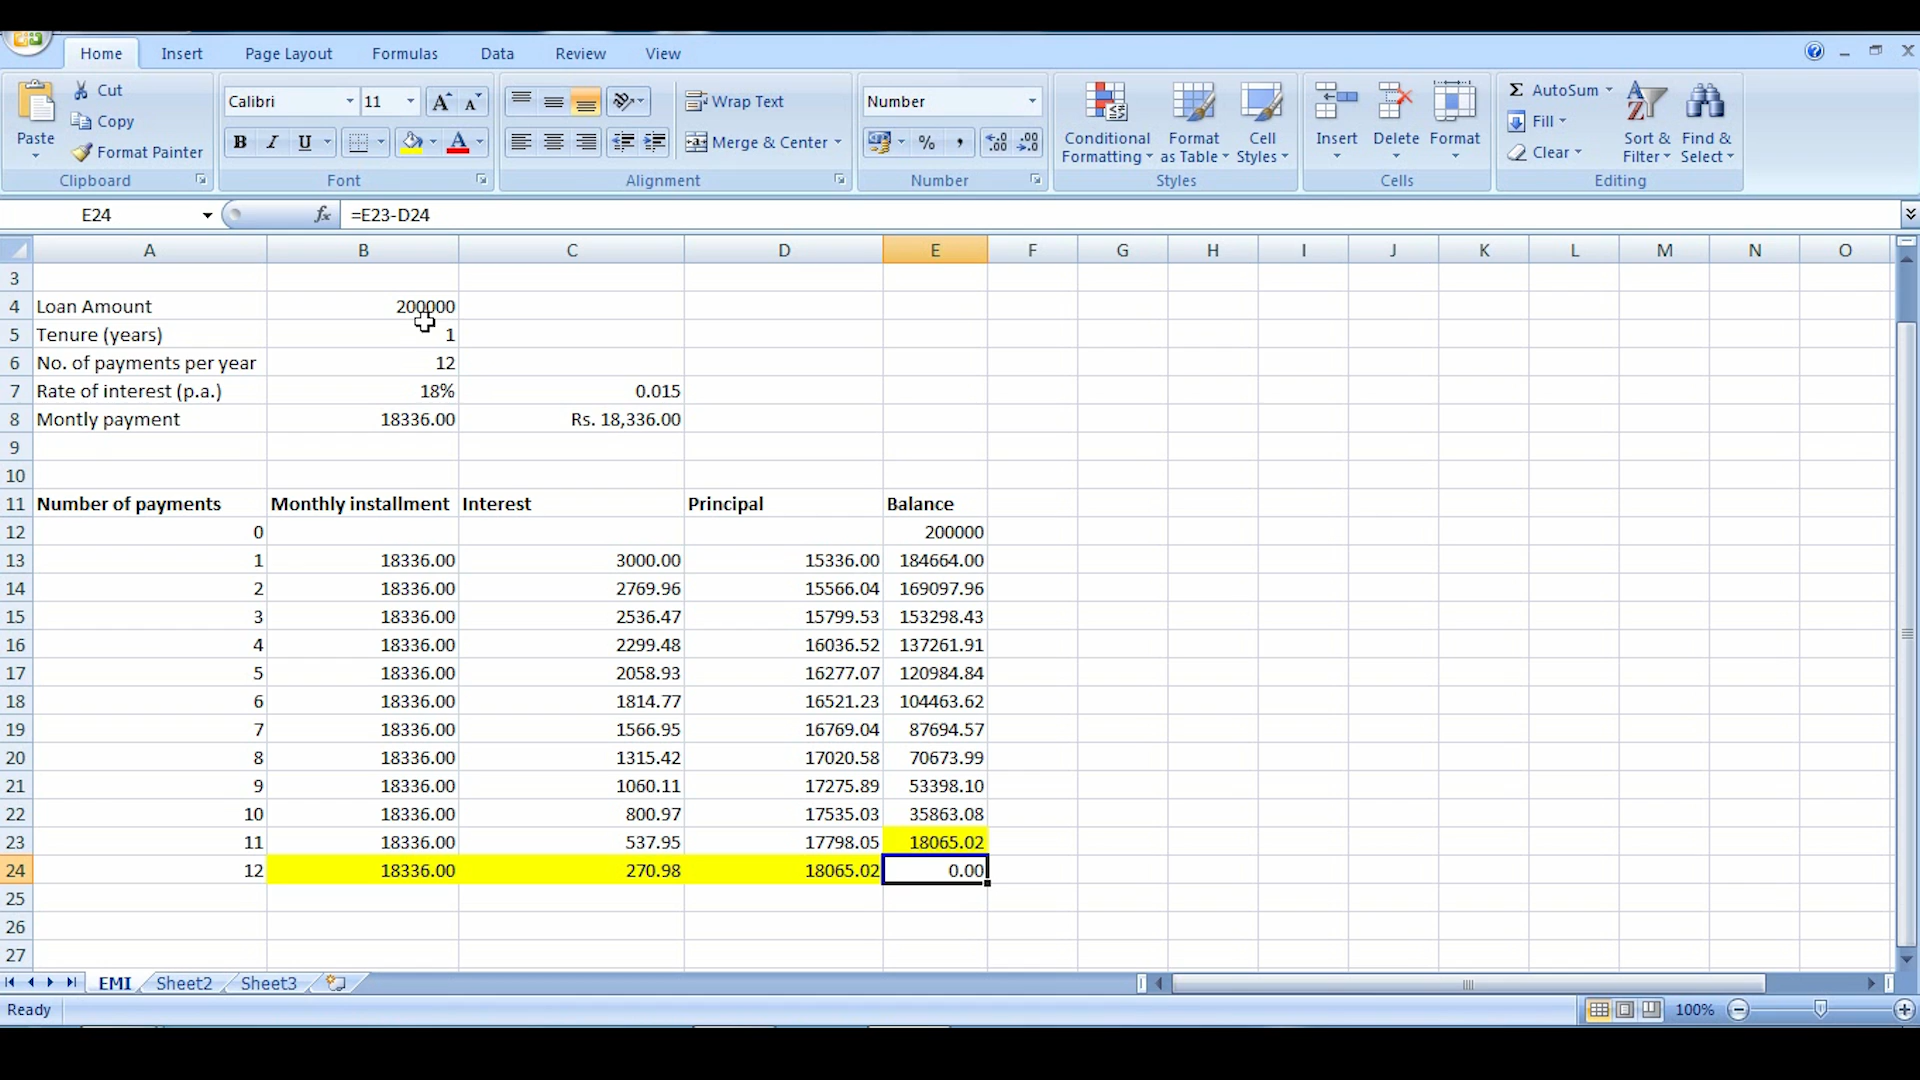 Home Insert Page Layout Formulas Data Review View
Cut Calibri 11 A A Wrap Text Number AutoSum
Copy Fill
Paste Conditional Format Cell Insert Delete Format Sort & Find &
B I U A Merge & Center % , Formatting as Table Styles Filter Select
Format Painter Clear
Clipboard Font Alignment Number Styles Cells Editing
E24 fx =E23-D24
A B C D E F G H I J K L M N O
3
4 Loan Amount 200000
5 Tenure (years) 1
6 No. of payments per year 12
7 Rate of interest (p.a.) 18% 0.015
8 Montly payment 18336.00 Rs. 18,336.00
9
10
11 Number of payments Monthly installment Interest Principal Balance
12 0 200000
13 1 18336.00 3000.00 15336.00 184664.00
14 2 18336.00 2769.96 15566.04 169097.96
15 3 18336.00 2536.47 15799.53 153298.43
16 4 18336.00 2299.48 16036.52 137261.91
17 5 18336.00 2058.93 16277.07 120984.84
18 6 18336.00 1814.77 16521.23 104463.62
19 7 18336.00 1566.95 16769.04 87694.57
20 8 18336.00 1315.42 17020.58 70673.99
21 9 18336.00 1060.11 17275.89 53398.10
22 10 18336.00 800.97 17535.03 35863.08
23 11 18336.00 537.95 17798.05 18065.02
24 12 18336.00 270.98 18065.02 0.00
25
26
27
EMI Sheet2 Sheet3
Ready 100%